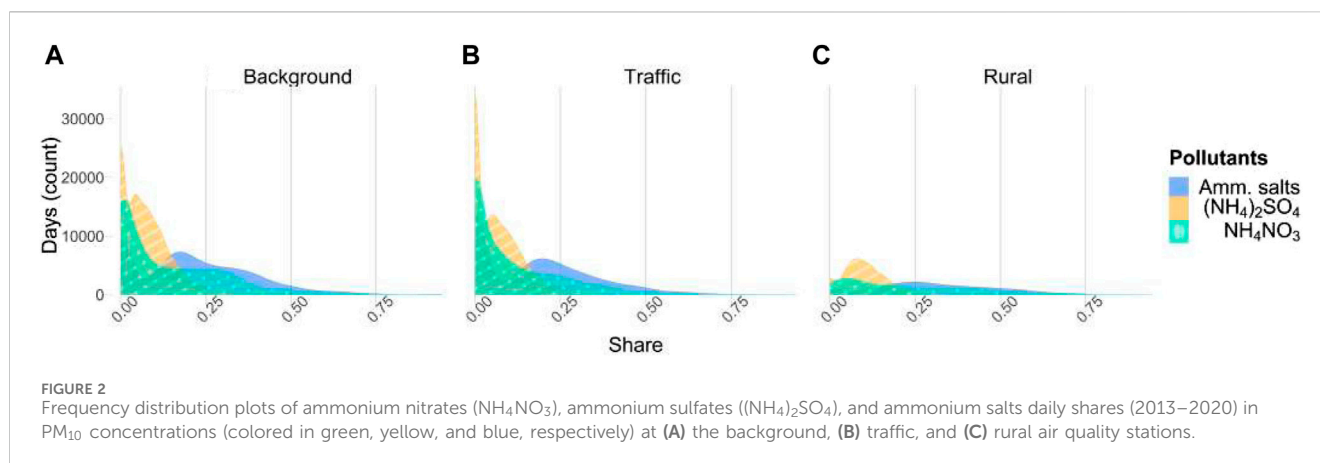 A
B
C
Background
Traffic
Rural
Days (count)
30000
20000
10000
0
0.00
0.25
0.50
0.75
0.00
0.25
0.50
0.75
0.00
0.25
0.50
0.75
Share
Pollutants
Amm. salts
(NH₄)₂SO₄
NH₄NO₃
FIGURE 2
Frequency distribution plots of ammonium nitrates (NH₄NO₃), ammonium sulfates ((NH₄)₂SO₄), and ammonium salts daily shares (2013–2020) in
PM₁₀ concentrations (colored in green, yellow, and blue, respectively) at (A) the background, (B) traffic, and (C) rural air quality stations.